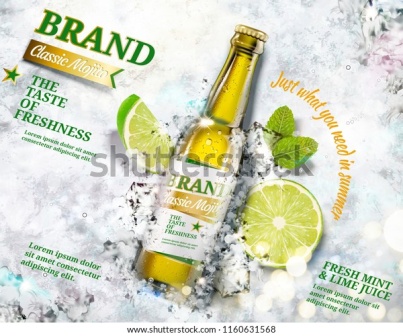 BRAND
Classic Mojito
THE
TASTE
OF
FRESHNESS
Lorem ipsum dolor sit amet,
consectetur adipiscing elit.
Just what you need in summer
BRAND
Classic Mojito
THE
TASTE
OF
FRESHNESS
shutterstock
Lorem ipsum dolor
sit amet, consectetur
adipiscing elit.
FRESH MINT
& LIME JUICE
Lorem ipsum dolor sit amet,
consectetur adipiscing elit.
shutterstock.com · 1160631568